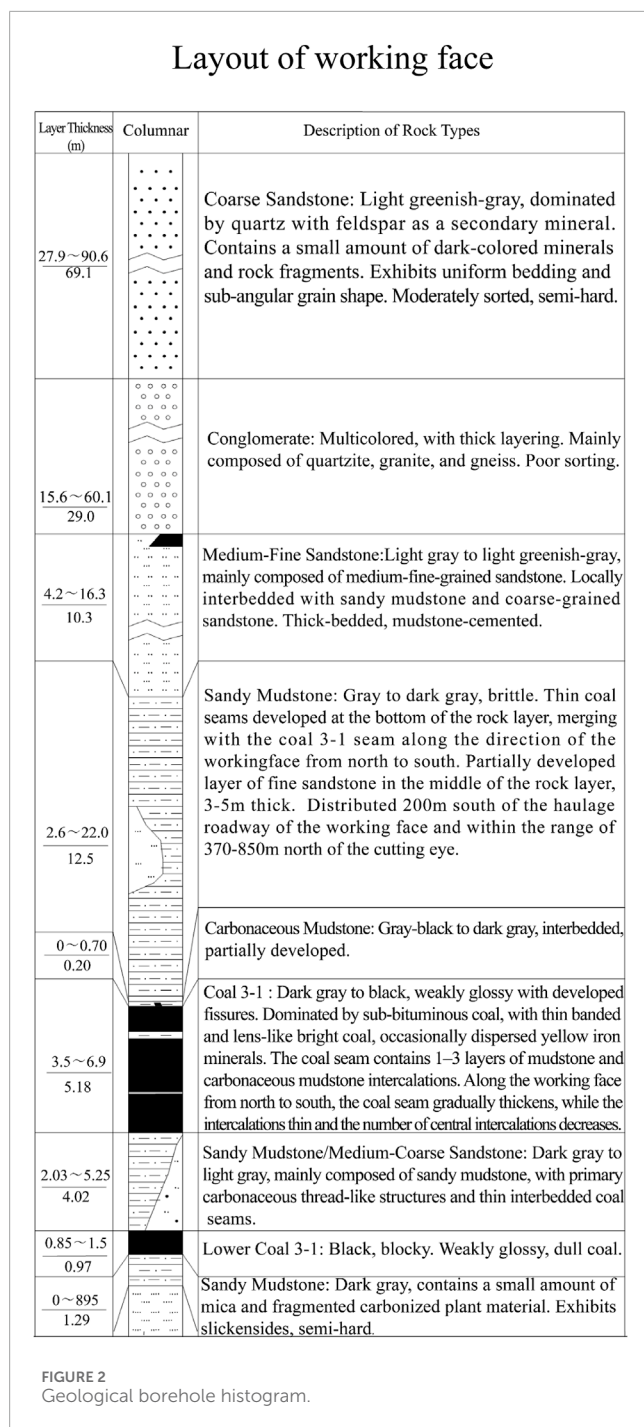 Layout of working face
Layer Thickness
(m)
Columnar
Description of Rock Types
27.9~90.6
69.1
Coarse Sandstone: Light greenish-gray, dominated
by quartz with feldspar as a secondary mineral.
Contains a small amount of dark-colored minerals
and rock fragments. Exhibits uniform bedding and
sub-angular grain shape. Moderately sorted, semi-hard.
15.6~60.1
29.0
Conglomerate: Multicolored, with thick layering. Mainly
composed of quartzite, granite, and gneiss. Poor sorting.
4.2~16.3
10.3
Medium-Fine Sandstone:Light gray to light greenish-gray,
mainly composed of medium-fine-grained sandstone. Locally
interbedded with sandy mudstone and coarse-grained
sandstone. Thick-bedded, mudstone-cemented.
2.6~22.0
12.5
Sandy Mudstone: Gray to dark gray, brittle. Thin coal
seams developed at the bottom of the rock layer, merging
with the coal 3-1 seam along the direction of the
workingface from north to south. Partially developed
layer of fine sandstone in the middle of the rock layer,
3-5m thick. Distributed 200m south of the haulage
roadway of the working face and within the range of
370-850m north of the cutting eye.
0~0.70
0.20
Carbonaceous Mudstone: Gray-black to dark gray, interbedded,
partially developed.
3.5~6.9
5.18
Coal 3-1 : Dark gray to black, weakly glossy with developed
fissures. Dominated by sub-bituminous coal, with thin banded
and lens-like bright coal, occasionally dispersed yellow iron
minerals. The coal seam contains 1–3 layers of mudstone and
carbonaceous mudstone intercalations. Along the working face
from north to south, the coal seam gradually thickens, while the
intercalations thin and the number of central intercalations decreases.
2.03~5.25
4.02
Sandy Mudstone/Medium-Coarse Sandstone: Dark gray to
light gray, mainly composed of sandy mudstone, with primary
carbonaceous thread-like structures and thin interbedded coal
seams.
0.85~1.5
0.97
Lower Coal 3-1: Black, blocky. Weakly glossy, dull coal.
0~895
1.29
Sandy Mudstone: Dark gray, contains a small amount of
mica and fragmented carbonized plant material. Exhibits
slickensides, semi-hard.
FIGURE 2
Geological borehole histogram.